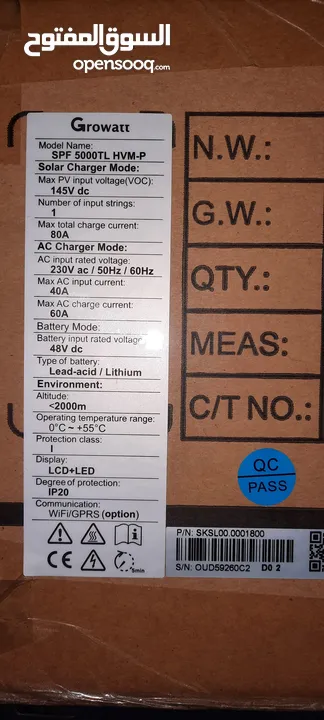 السوق المفتوح
opensooq.com
Growatt
Model Name:
SPF 5000TL HVM-P
Solar Charger Mode:
Max PV input voltage(VOC):
145V dc
Number of input strings:
1
Max total charge current:
80A
AC Charger Mode:
AC input rated voltage:
230V ac / 50Hz / 60Hz
Max AC input current:
40A
Max AC charge current:
60A
Battery Mode:
Battery input rated voltage:
48V dc
Type of battery:
Lead-acid / Lithium
Environment:
Altitude:
<2000m
Operating temperature range:
0°C ~ +55°C
Protection class:
I
Display:
LCD+LED
Degree of protection:
IP20
Communication:
WiFi/GPRS (option)
CE
5min
N.W.:
G.W.:
QTY.:
MEAS:
C/T NO.:
QC
PASS
P/N: SKSL00.0001800
S/N: OUD59260C2 D0 2